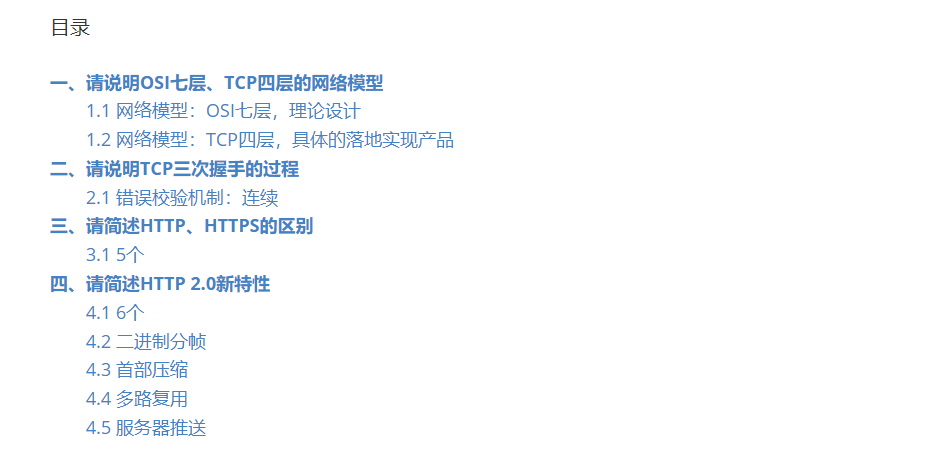 目录
一、请说明OSI七层、TCP四层的网络模型
1.1 网络模型：OSI七层，理论设计
1.2 网络模型：TCP四层，具体的落地实现产品
二、请说明TCP三次握手的过程
2.1 错误校验机制：连续
三、请简述HTTP、HTTPS的区别
3.1 5个
四、请简述HTTP 2.0新特性
4.1 6个
4.2 二进制分帧
4.3 首部压缩
4.4 多路复用
4.5 服务器推送